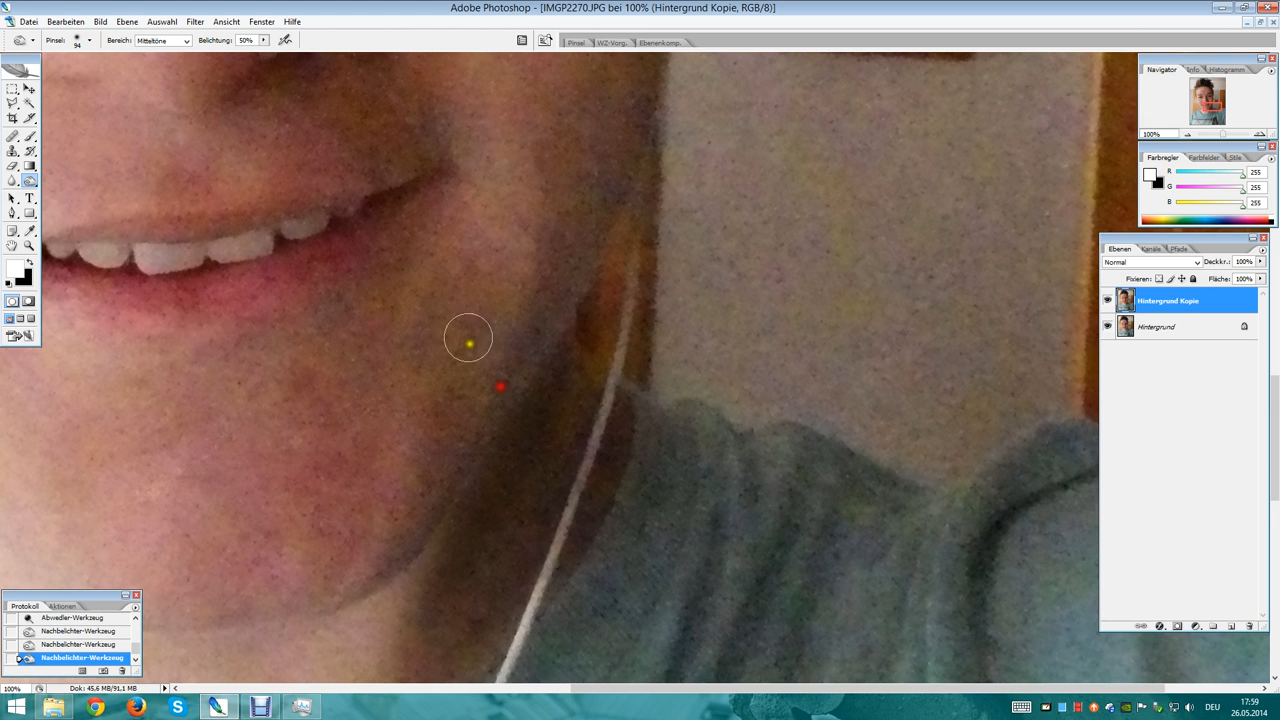 Adobe Photoshop - [IMGP2270.JPG bei 100% (Hintergrund Kopie, RGB/8)]
Datei Bearbeiten Bild Ebene Auswahl Filter Ansicht Fenster Hilfe
Pinsel: 94 Bereich: Mitteltöne Belichtung: 50% Pinsel WZ-Vorg. Ebenenkomp.
Navigator Info Histogramm
100%
Farbregler Farbfelder Stile
R 255
G 255
B 255
Ebenen Kanäle Pfade
Normal Deckkr.: 100%
Fixieren: Fläche: 100%
Hintergrund Kopie
Hintergrund
Protokoll Aktionen
Abwedler-Werkzeug
Nachbelichter-Werkzeug
Nachbelichter-Werkzeug
Nachbelichter-Werkzeug
100% Dok: 45,6 MB/91,1 MB
DEU 17:59
26.05.2014